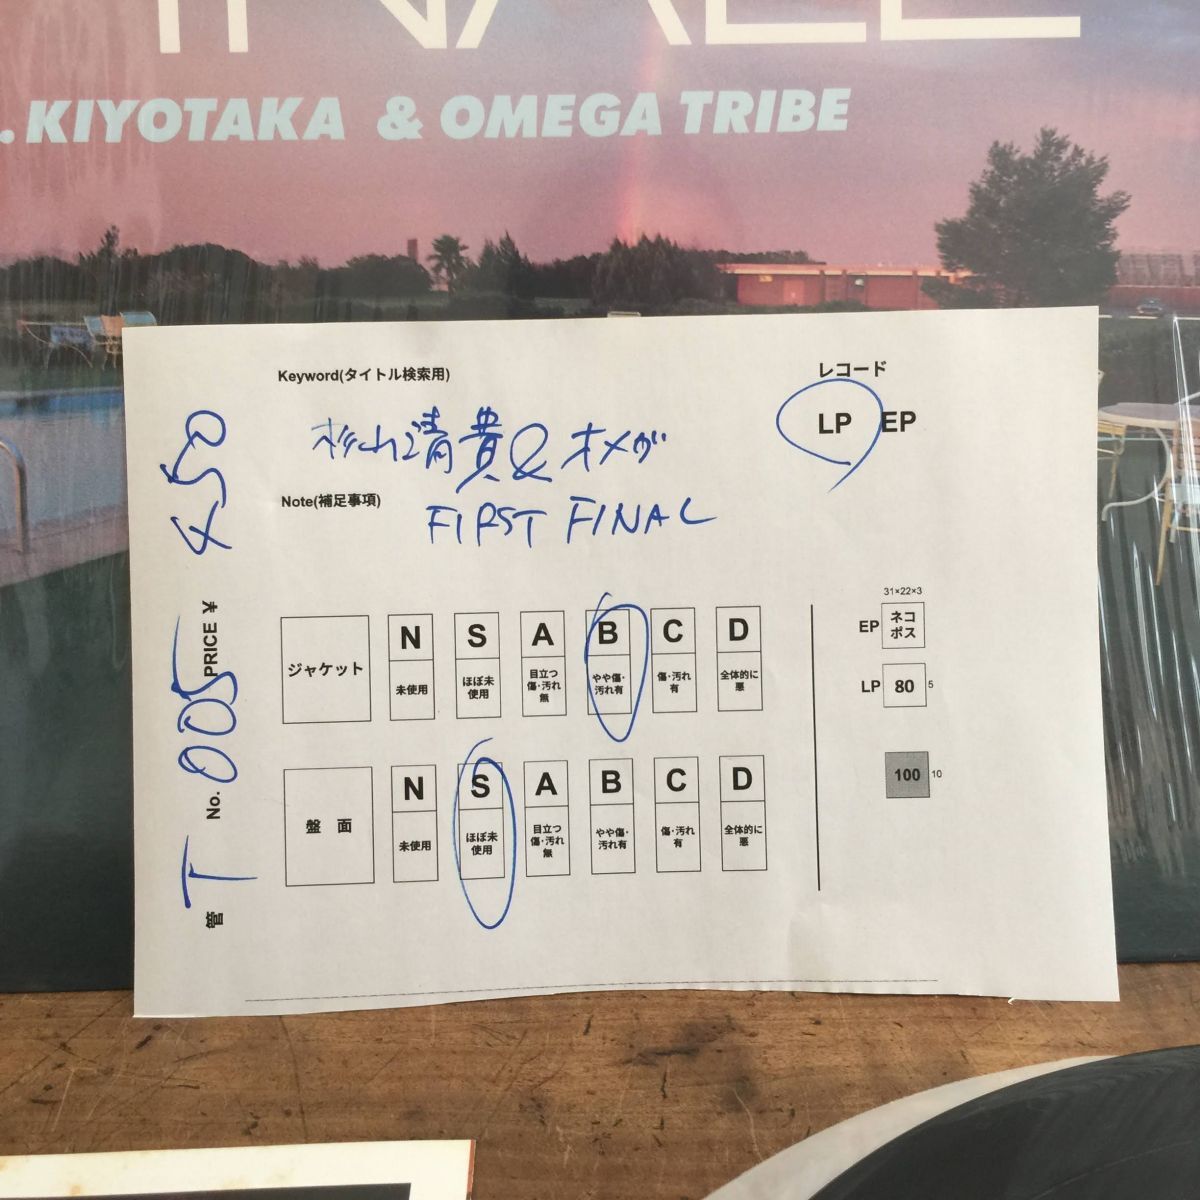 . KIYOTAKA & OMEGA TRIBE
Keyword(タイトル検索用)
レコード
LP EP
杉山清貴&オメガ
Note(補足事項)
FIRST FINAL
ジャケット
N 未使用
S ほぼ未使用
A 目立つ傷・汚れ無
B やや傷・汚れ有
C 傷・汚れ有
D 全体的に悪
盤 面
N 未使用
S ほぼ未使用
A 目立つ傷・汚れ無
B やや傷・汚れ有
C 傷・汚れ有
D 全体的に悪
31×22×3
EP ネコポス
LP 80 5
100 10
管 T No. 005 PRICE ¥ 450